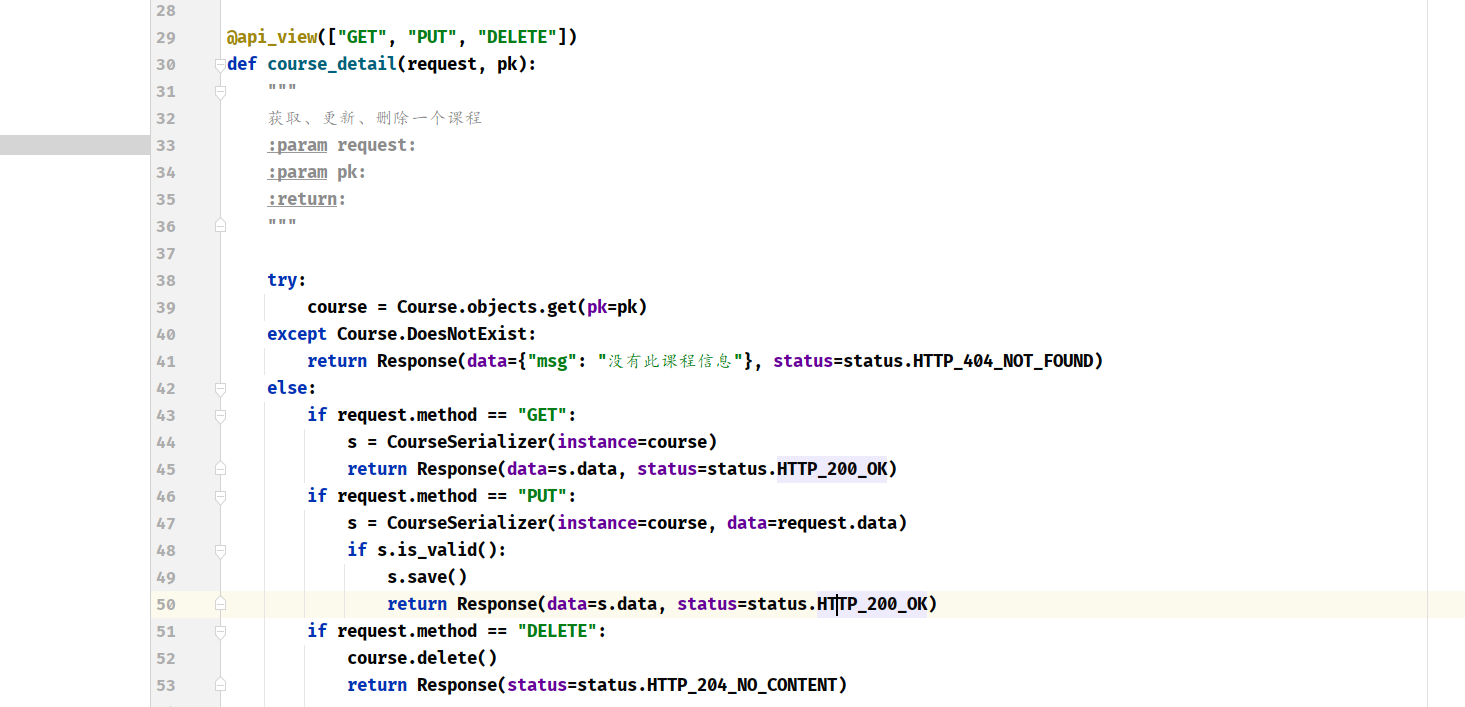 28
29 @api_view(["GET", "PUT", "DELETE"])
30 def course_detail(request, pk):
31     """
32     获取、更新、删除一个课程
33     :param request:
34     :param pk:
35     :return:
36     """
37
38     try:
39         course = Course.objects.get(pk=pk)
40     except Course.DoesNotExist:
41         return Response(data={"msg": "没有此课程信息"}, status=status.HTTP_404_NOT_FOUND)
42     else:
43         if request.method == "GET":
44             s = CourseSerializer(instance=course)
45             return Response(data=s.data, status=status.HTTP_200_OK)
46         if request.method == "PUT":
47             s = CourseSerializer(instance=course, data=request.data)
48             if s.is_valid():
49                 s.save()
50                 return Response(data=s.data, status=status.HTTP_200_OK)
51         if request.method == "DELETE":
52             course.delete()
53             return Response(status=status.HTTP_204_NO_CONTENT)